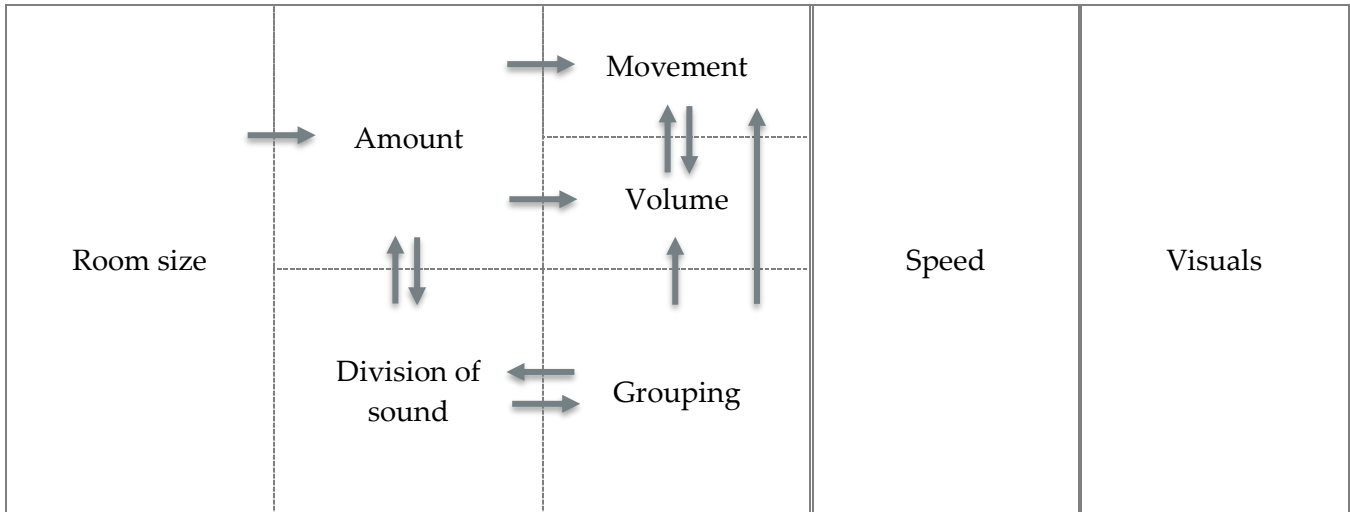 Movement
Amount
Volume
Room size
Speed
Visuals
Division of
sound
Grouping